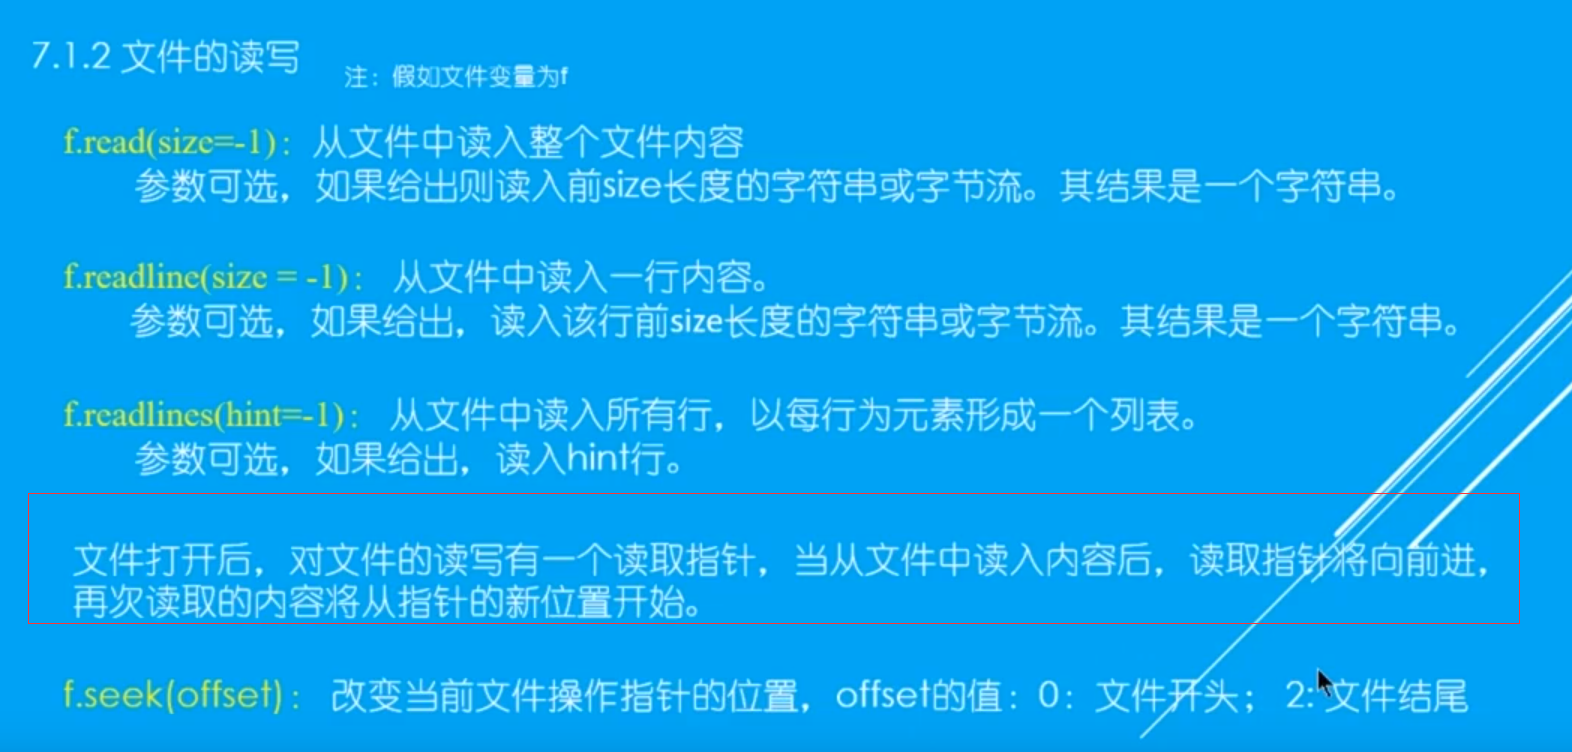 7.1.2 文件的读写
注：假如文件变量为f
f.read(size=-1)：从文件中读入整个文件内容
参数可选，如果给出则读入前size长度的字符串或字节流。其结果是一个字符串。
f.readline(size = -1)： 从文件中读入一行内容。
参数可选，如果给出，读入该行前size长度的字符串或字节流。其结果是一个字符串。
f.readlines(hint=-1)： 从文件中读入所有行，以每行为元素形成一个列表。
参数可选，如果给出，读入hint行。
文件打开后，对文件的读写有一个读取指针，当从文件中读入内容后，读取指针将向前进，
再次读取的内容将从指针的新位置开始。
f.seek(offset)： 改变当前文件操作指针的位置，offset的值：0：文件开头； 2：文件结尾